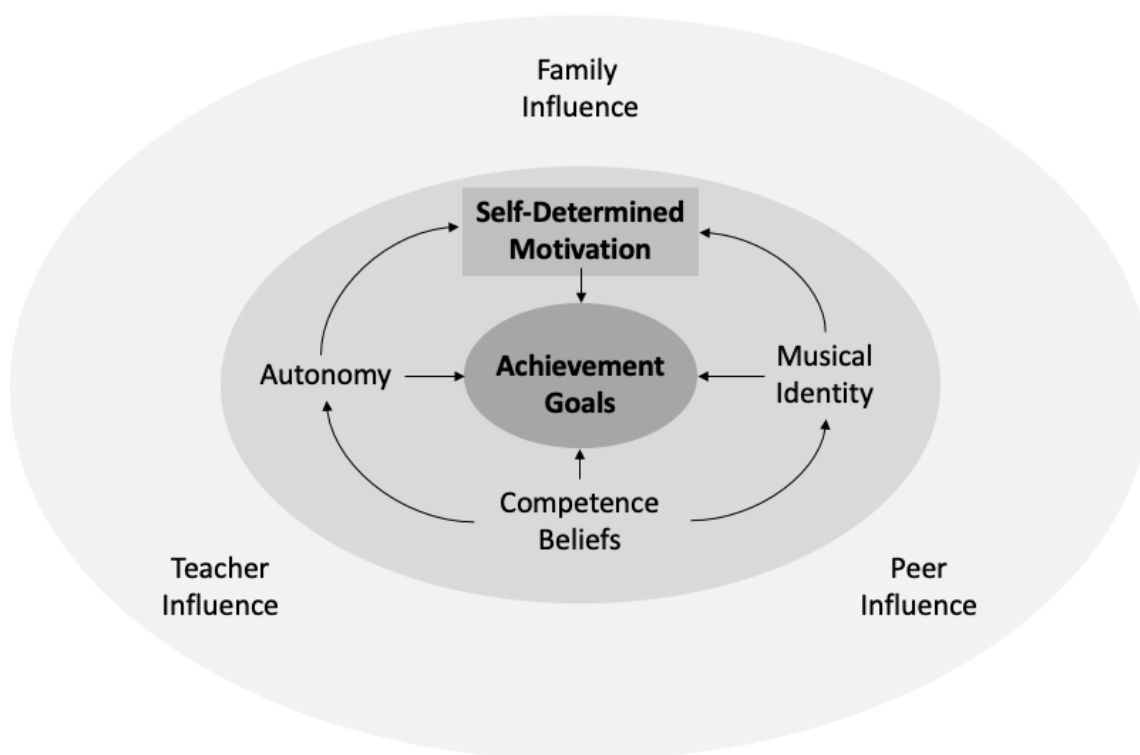 Family
Influence
Self-Determined
Motivation
Autonomy
Achievement
Goals
Musical
Identity
Competence
Beliefs
Teacher
Influence
Peer
Influence